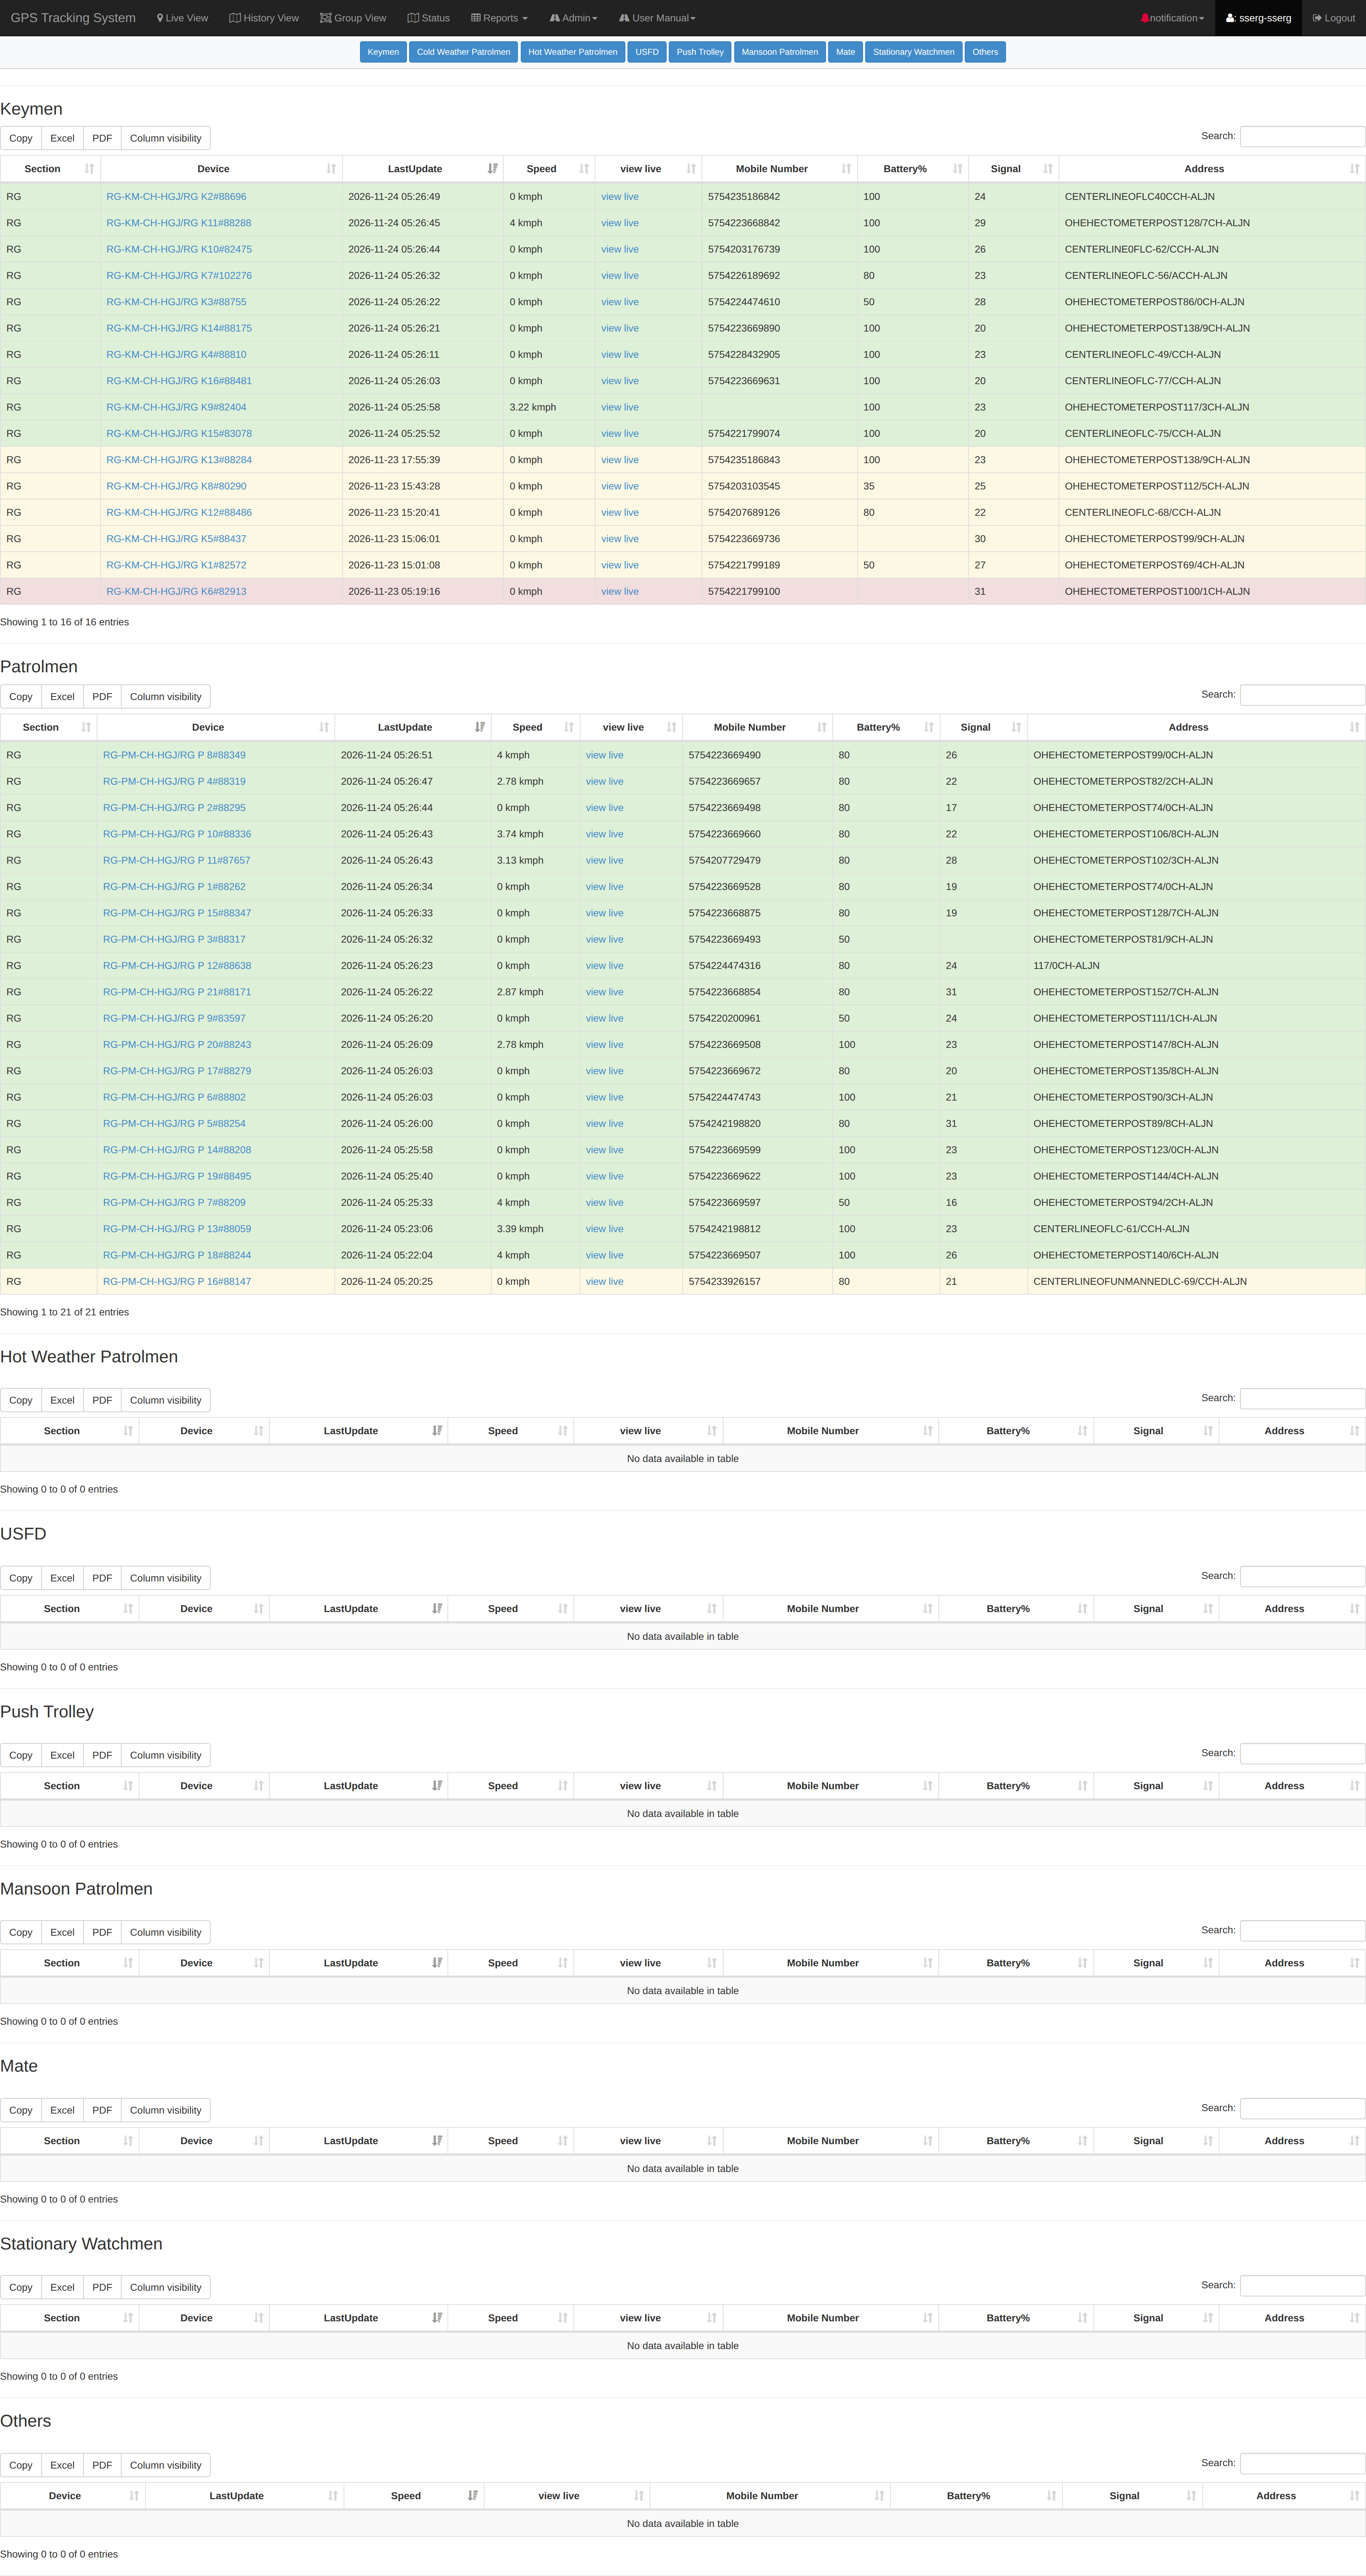 GPS Tracking System Live View History View Group View Status Reports Admin User Manual notification : sserg-sserg Logout
Keymen Cold Weather Patrolmen Hot Weather Patrolmen USFD Push Trolley Mansoon Patrolmen Mate Stationary Watchmen Others
Keymen
Copy Excel PDF Column visibility Search:
Section Device LastUpdate Speed view live Mobile Number Battery% Signal Address
RG RG-KM-CH-HGJ/RG K2#88696 2026-11-24 05:26:49 0 kmph view live 5754235186842 100 24 CENTERLINEOFLC40CCH-ALJN
RG RG-KM-CH-HGJ/RG K11#88288 2026-11-24 05:26:45 4 kmph view live 5754223668842 100 29 OHEHECTOMETERPOST128/7CH-ALJN
RG RG-KM-CH-HGJ/RG K10#82475 2026-11-24 05:26:44 0 kmph view live 5754203176739 100 26 CENTERLINE0FLC-62/CCH-ALJN
RG RG-KM-CH-HGJ/RG K7#102276 2026-11-24 05:26:32 0 kmph view live 5754226189692 80 23 CENTERLINEOFLC-56/ACCH-ALJN
RG RG-KM-CH-HGJ/RG K3#88755 2026-11-24 05:26:22 0 kmph view live 5754224474610 50 28 OHEHECTOMETERPOST86/0CH-ALJN
RG RG-KM-CH-HGJ/RG K14#88175 2026-11-24 05:26:21 0 kmph view live 5754223669890 100 20 OHEHECTOMETERPOST138/9CH-ALJN
RG RG-KM-CH-HGJ/RG K4#88810 2026-11-24 05:26:11 0 kmph view live 5754228432905 100 23 CENTERLINEOFLC-49/CCH-ALJN
RG RG-KM-CH-HGJ/RG K16#88481 2026-11-24 05:26:03 0 kmph view live 5754223669631 100 20 CENTERLINEOFLC-77/CCH-ALJN
RG RG-KM-CH-HGJ/RG K9#82404 2026-11-24 05:25:58 3.22 kmph view live 100 23 OHEHECTOMETERPOST117/3CH-ALJN
RG RG-KM-CH-HGJ/RG K15#83078 2026-11-24 05:25:52 0 kmph view live 5754221799074 100 20 CENTERLINEOFLC-75/CCH-ALJN
RG RG-KM-CH-HGJ/RG K13#88284 2026-11-23 17:55:39 0 kmph view live 5754235186843 100 23 OHEHECTOMETERPOST138/9CH-ALJN
RG RG-KM-CH-HGJ/RG K8#80290 2026-11-23 15:43:28 0 kmph view live 5754203103545 35 25 OHEHECTOMETERPOST112/5CH-ALJN
RG RG-KM-CH-HGJ/RG K12#88486 2026-11-23 15:20:41 0 kmph view live 5754207689126 80 22 CENTERLINEOFLC-68/CCH-ALJN
RG RG-KM-CH-HGJ/RG K5#88437 2026-11-23 15:06:01 0 kmph view live 5754223669736 30 OHEHECTOMETERPOST99/9CH-ALJN
RG RG-KM-CH-HGJ/RG K1#82572 2026-11-23 15:01:08 0 kmph view live 5754221799189 50 27 OHEHECTOMETERPOST69/4CH-ALJN
RG RG-KM-CH-HGJ/RG K6#82913 2026-11-23 05:19:16 0 kmph view live 5754221799100 31 OHEHECTOMETERPOST100/1CH-ALJN
Showing 1 to 16 of 16 entries
Patrolmen
Copy Excel PDF Column visibility Search:
Section Device LastUpdate Speed view live Mobile Number Battery% Signal Address
RG RG-PM-CH-HGJ/RG P 8#88349 2026-11-24 05:26:51 4 kmph view live 5754223669490 80 26 OHEHECTOMETERPOST99/0CH-ALJN
RG RG-PM-CH-HGJ/RG P 4#88319 2026-11-24 05:26:47 2.78 kmph view live 5754223669657 80 22 OHEHECTOMETERPOST82/2CH-ALJN
RG RG-PM-CH-HGJ/RG P 2#88295 2026-11-24 05:26:44 0 kmph view live 5754223669498 80 17 OHEHECTOMETERPOST74/0CH-ALJN
RG RG-PM-CH-HGJ/RG P 10#88336 2026-11-24 05:26:43 3.74 kmph view live 5754223669660 80 22 OHEHECTOMETERPOST106/8CH-ALJN
RG RG-PM-CH-HGJ/RG P 11#87657 2026-11-24 05:26:43 3.13 kmph view live 5754207729479 80 28 OHEHECTOMETERPOST102/3CH-ALJN
RG RG-PM-CH-HGJ/RG P 1#88262 2026-11-24 05:26:34 0 kmph view live 5754223669528 80 19 OHEHECTOMETERPOST74/0CH-ALJN
RG RG-PM-CH-HGJ/RG P 15#88347 2026-11-24 05:26:33 0 kmph view live 5754223668875 80 19 OHEHECTOMETERPOST128/7CH-ALJN
RG RG-PM-CH-HGJ/RG P 3#88317 2026-11-24 05:26:32 0 kmph view live 5754223669493 50 OHEHECTOMETERPOST81/9CH-ALJN
RG RG-PM-CH-HGJ/RG P 12#88638 2026-11-24 05:26:23 0 kmph view live 5754224474316 80 24 117/0CH-ALJN
RG RG-PM-CH-HGJ/RG P 21#88171 2026-11-24 05:26:22 2.87 kmph view live 5754223668854 80 31 OHEHECTOMETERPOST152/7CH-ALJN
RG RG-PM-CH-HGJ/RG P 9#83597 2026-11-24 05:26:20 0 kmph view live 5754220200961 50 24 OHEHECTOMETERPOST111/1CH-ALJN
RG RG-PM-CH-HGJ/RG P 20#88243 2026-11-24 05:26:09 2.78 kmph view live 5754223669508 100 23 OHEHECTOMETERPOST147/8CH-ALJN
RG RG-PM-CH-HGJ/RG P 17#88279 2026-11-24 05:26:03 0 kmph view live 5754223669672 80 20 OHEHECTOMETERPOST135/8CH-ALJN
RG RG-PM-CH-HGJ/RG P 6#88802 2026-11-24 05:26:03 0 kmph view live 5754224474743 100 21 OHEHECTOMETERPOST90/3CH-ALJN
RG RG-PM-CH-HGJ/RG P 5#88254 2026-11-24 05:26:00 0 kmph view live 5754242198820 80 31 OHEHECTOMETERPOST89/8CH-ALJN
RG RG-PM-CH-HGJ/RG P 14#88208 2026-11-24 05:25:58 0 kmph view live 5754223669599 100 23 OHEHECTOMETERPOST123/0CH-ALJN
RG RG-PM-CH-HGJ/RG P 19#88495 2026-11-24 05:25:40 0 kmph view live 5754223669622 100 23 OHEHECTOMETERPOST144/4CH-ALJN
RG RG-PM-CH-HGJ/RG P 7#88209 2026-11-24 05:25:33 4 kmph view live 5754223669597 50 16 OHEHECTOMETERPOST94/2CH-ALJN
RG RG-PM-CH-HGJ/RG P 13#88059 2026-11-24 05:23:06 3.39 kmph view live 5754242198812 100 23 CENTERLINEOFLC-61/CCH-ALJN
RG RG-PM-CH-HGJ/RG P 18#88244 2026-11-24 05:22:04 4 kmph view live 5754223669507 100 26 OHEHECTOMETERPOST140/6CH-ALJN
RG RG-PM-CH-HGJ/RG P 16#88147 2026-11-24 05:20:25 0 kmph view live 5754233926157 80 21 CENTERLINEOFUNMANNEDLC-69/CCH-ALJN
Showing 1 to 21 of 21 entries
Hot Weather Patrolmen
Copy Excel PDF Column visibility Search:
Section Device LastUpdate Speed view live Mobile Number Battery% Signal Address
No data available in table
Showing 0 to 0 of 0 entries
USFD
Copy Excel PDF Column visibility Search:
Section Device LastUpdate Speed view live Mobile Number Battery% Signal Address
No data available in table
Showing 0 to 0 of 0 entries
Push Trolley
Copy Excel PDF Column visibility Search:
Section Device LastUpdate Speed view live Mobile Number Battery% Signal Address
No data available in table
Showing 0 to 0 of 0 entries
Mansoon Patrolmen
Copy Excel PDF Column visibility Search:
Section Device LastUpdate Speed view live Mobile Number Battery% Signal Address
No data available in table
Showing 0 to 0 of 0 entries
Mate
Copy Excel PDF Column visibility Search:
Section Device LastUpdate Speed view live Mobile Number Battery% Signal Address
No data available in table
Showing 0 to 0 of 0 entries
Stationary Watchmen
Copy Excel PDF Column visibility Search:
Section Device LastUpdate Speed view live Mobile Number Battery% Signal Address
No data available in table
Showing 0 to 0 of 0 entries
Others
Copy Excel PDF Column visibility Search:
Device LastUpdate Speed view live Mobile Number Battery% Signal Address
No data available in table
Showing 0 to 0 of 0 entries